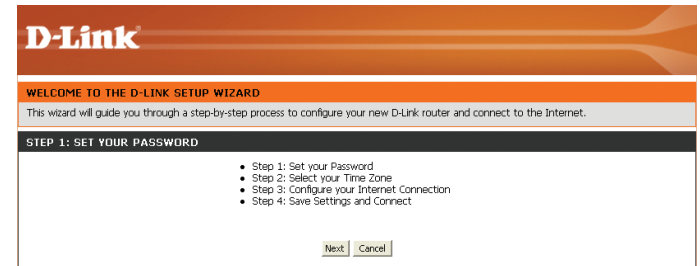 D-Link
WELCOME TO THE D-LINK SETUP WIZARD
This wizard will guide you through a step-by-step process to configure your new D-Link router and connect to the Internet.
STEP 1: SET YOUR PASSWORD
• Step 1: Set your Password
• Step 2: Select your Time Zone
• Step 3: Configure your Internet Connection
• Step 4: Save Settings and Connect
Next Cancel